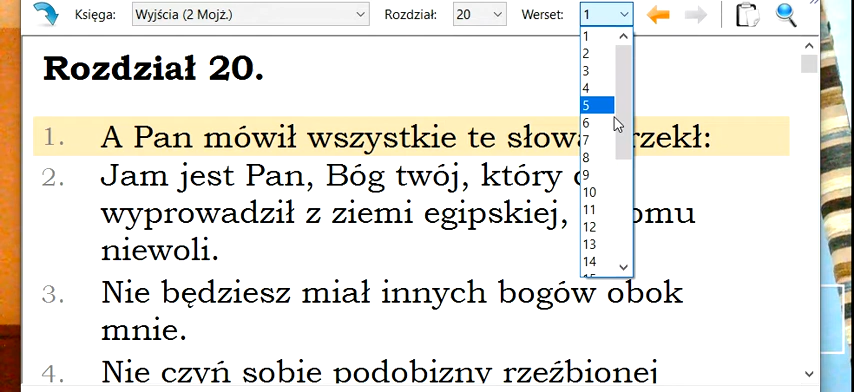 Księga: Wyjścia (2 Mojż.) Rozdział: 20 Werset: 1
Rozdział 20.
1
2
3
4
5
6
7
8
9
10
11
12
13
14
1. A Pan mówił wszystkie te słowa
2. Jam jest Pan, Bóg twój, który
wyprowadził z ziemi egipskiej,
niewoli.
3. Nie będziesz miał innych bogów obok
mnie.
4. Nie czyń sobie podobizny rzeźbionej